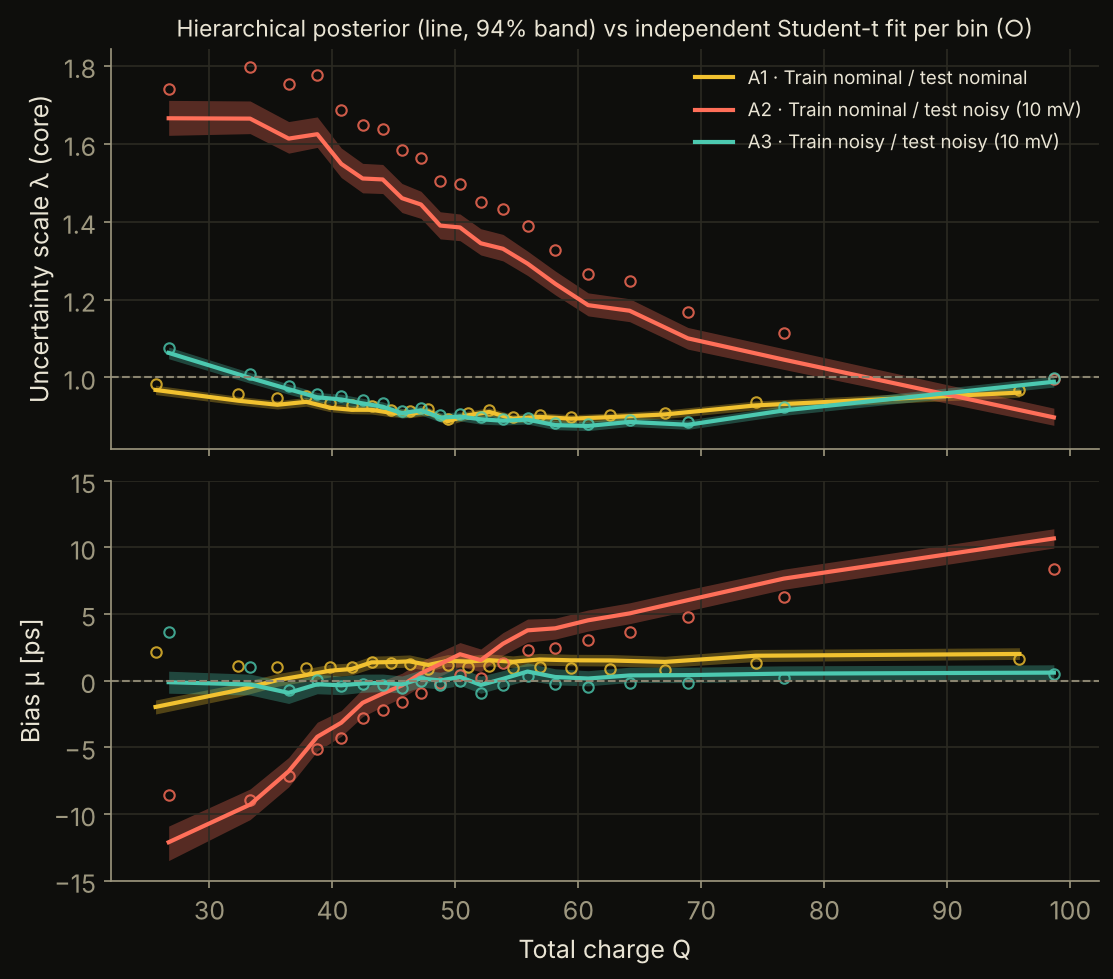 Hierarchical posterior (line, 94% band) vs independent Student-t fit per bin (○)
A1 · Train nominal / test nominal
A2 · Train nominal / test noisy (10 mV)
A3 · Train noisy / test noisy (10 mV)
Uncertainty scale λ (core)
1.8
1.6
1.4
1.2
1.0
Bias μ [ps]
15
10
5
0
−5
−10
−15
30 40 50 60 70 80 90 100
Total charge Q